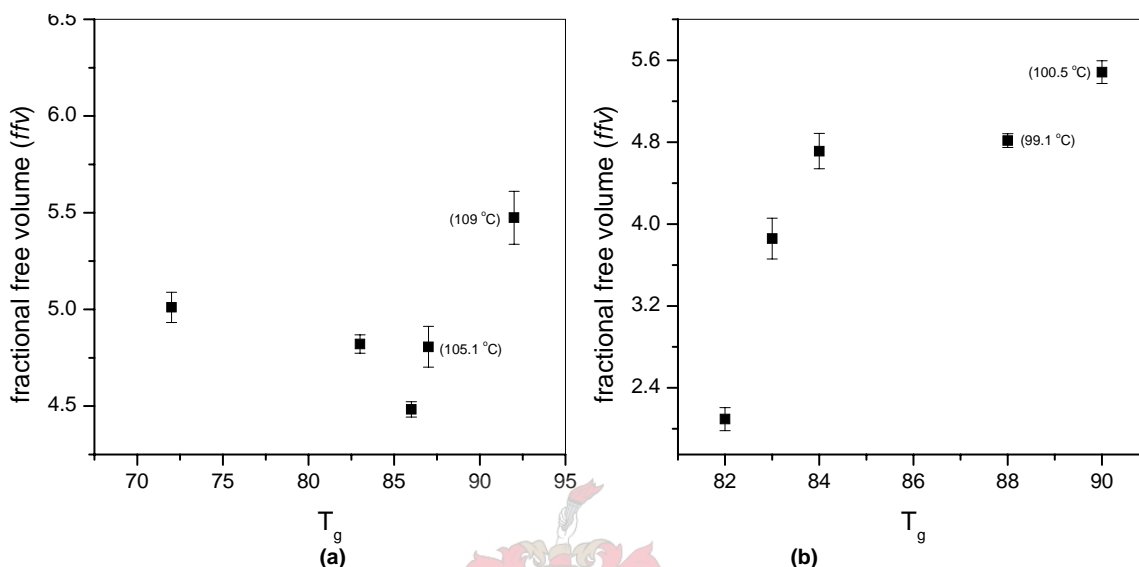 6.5
6.0
5.5
5.0
4.5
fractional free volume (ffv)
(109 °C)
(105.1 °C)
70 75 80 85 90 95
Tg
(a)
5.6
4.8
4.0
3.2
2.4
fractional free volume (ffv)
(100.5 °C)
(99.1 °C)
82 84 86 88 90
Tg
(b)